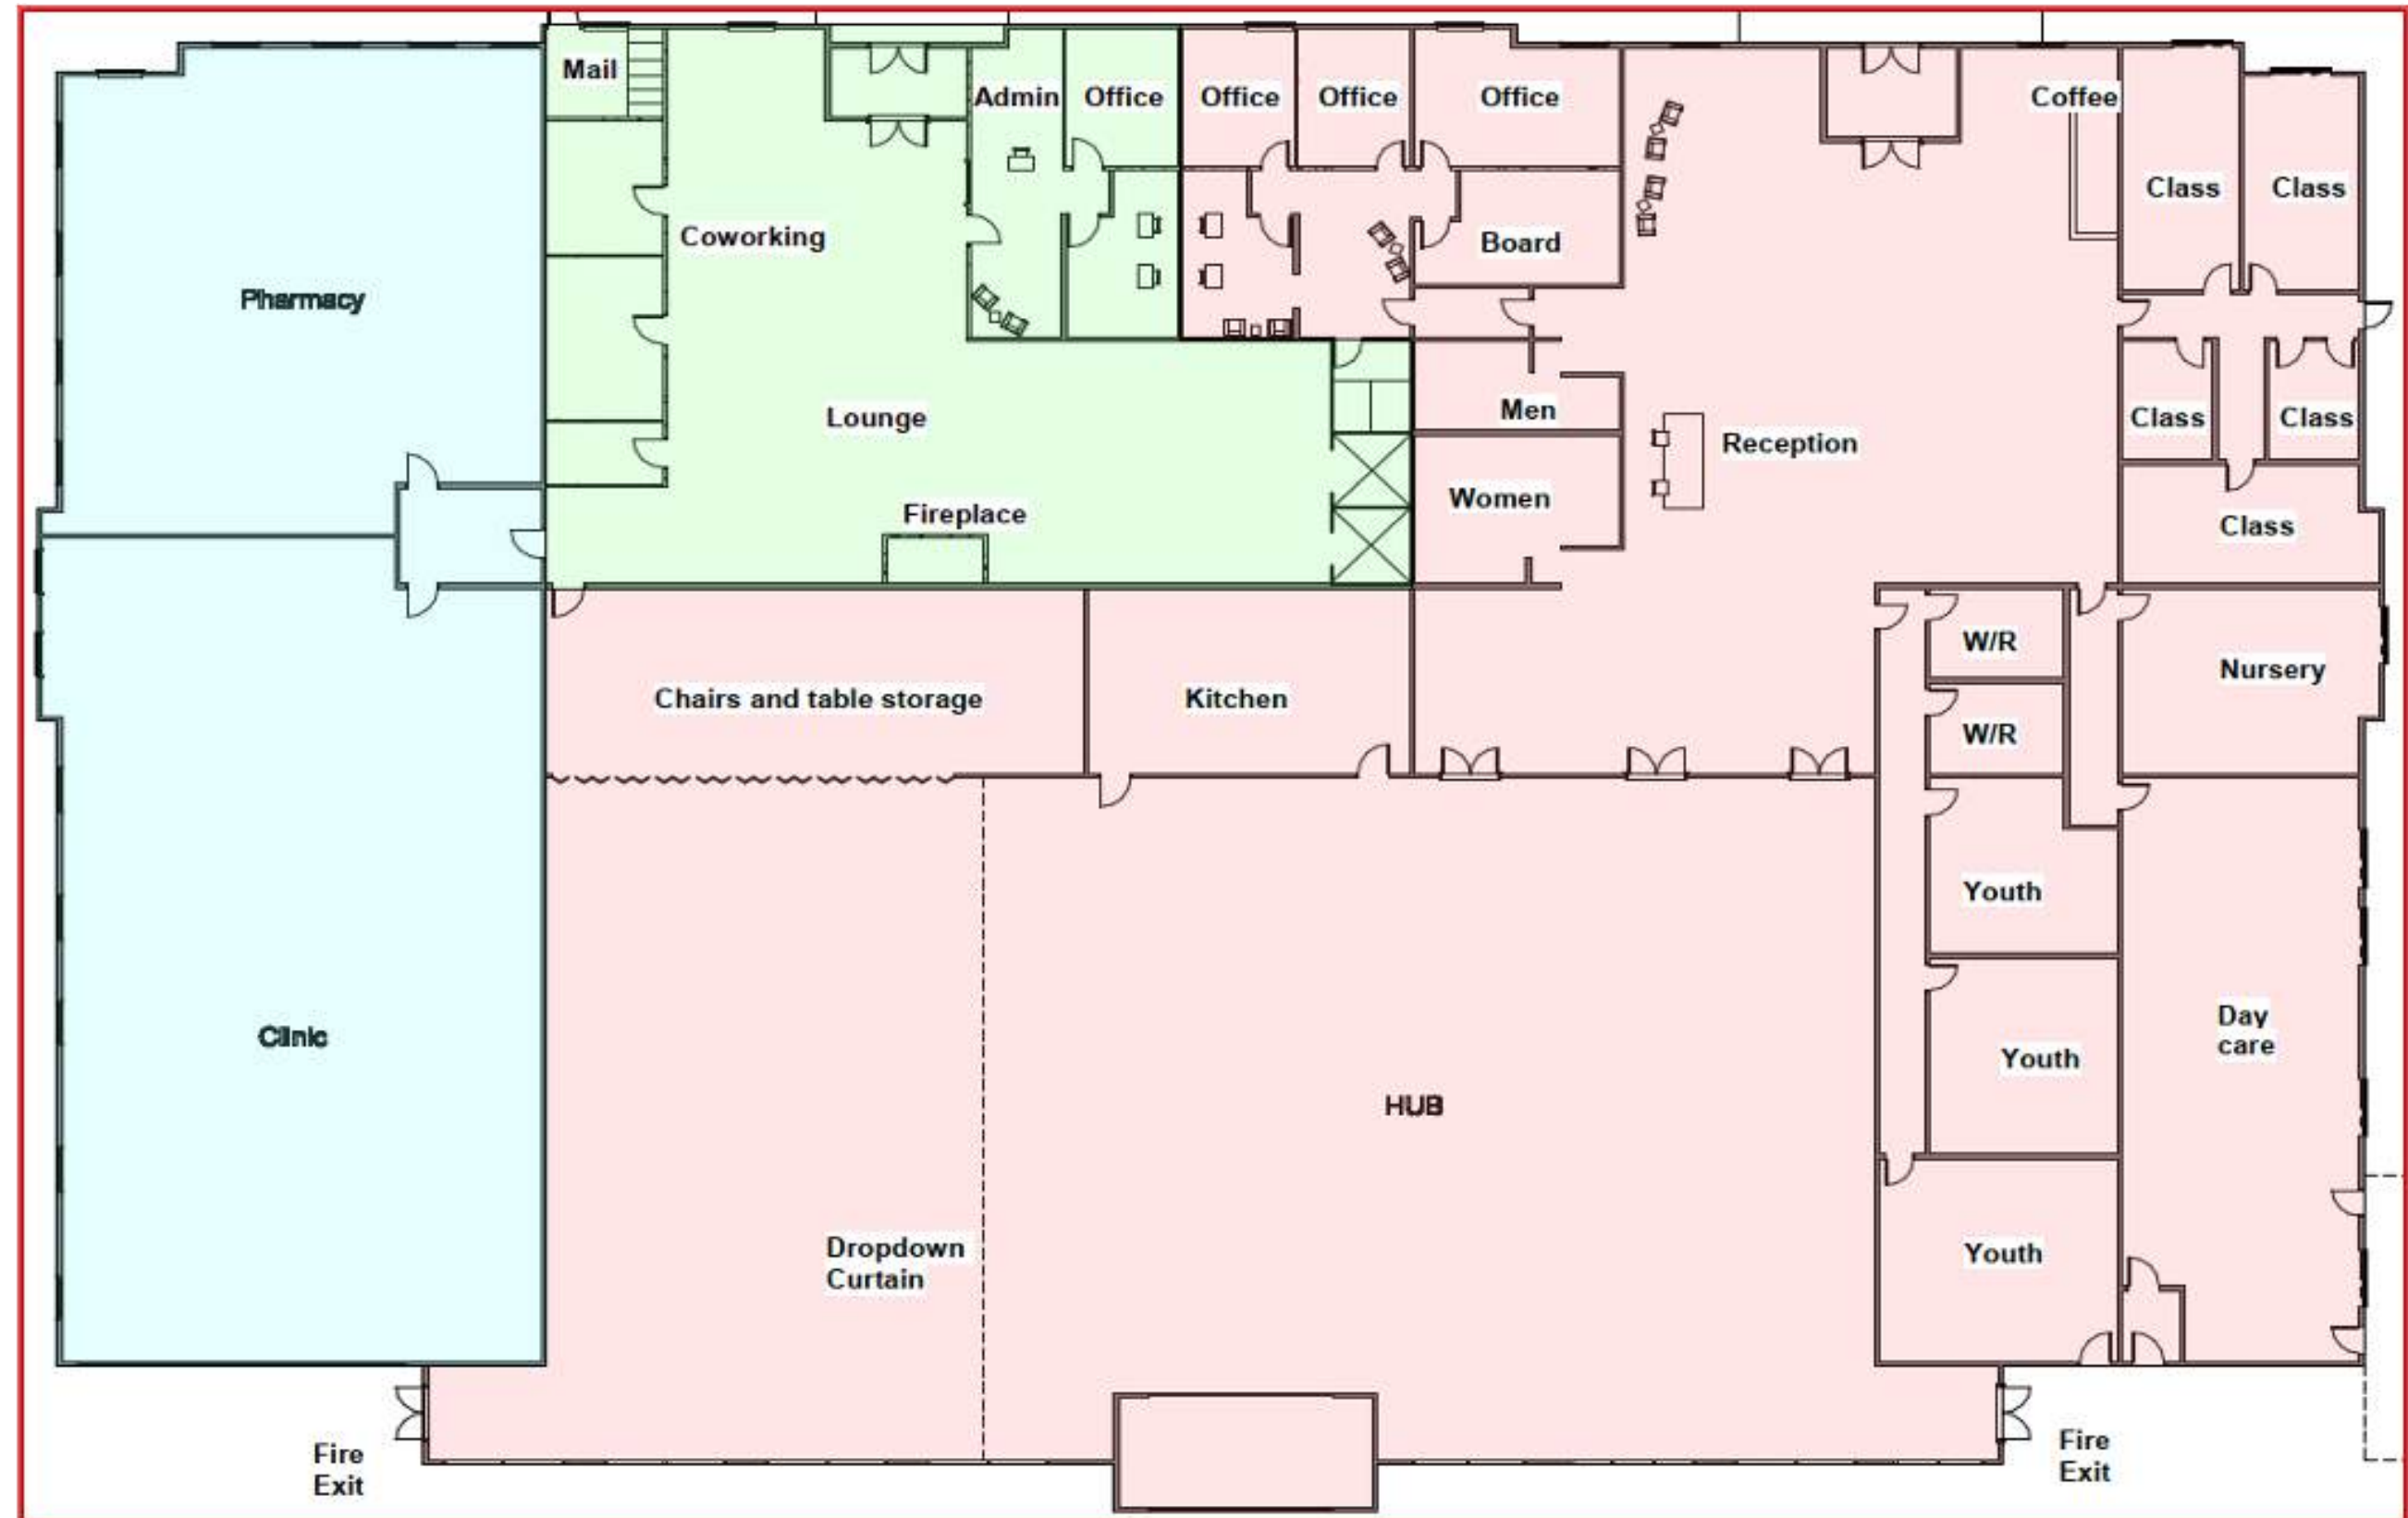 Mail
Admin
Office
Office
Office
Office
Coffee
Class
Class
Coworking
Board
Pharmacy
Lounge
Men
Reception
Class
Class
Women
Fireplace
Class
W/R
Nursery
Chairs and table storage
Kitchen
W/R
Youth
Day
care
Clinic
Youth
HUB
Dropdown
Curtain
Youth
Fire
Exit
Fire
Exit